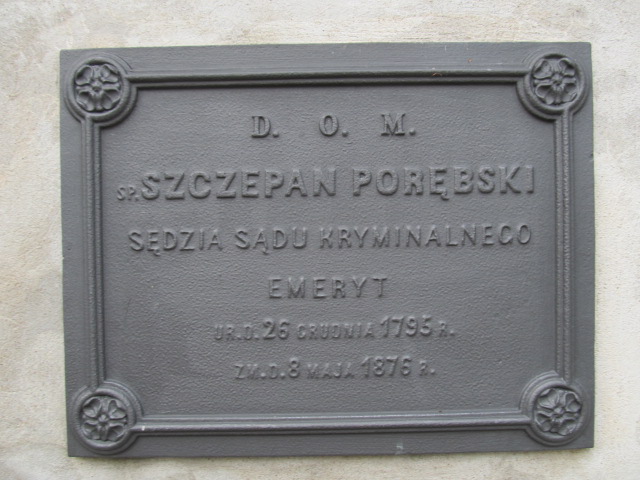 D. O. M.
ŚP. SZCZEPAN PORĘBSKI
SĘDZIA SĄDU KRYMINALNEGO
EMERYT
UR. D. 26 GRUDNIA 1795 R.
ZM. D. 8 MAJA 1876 R.